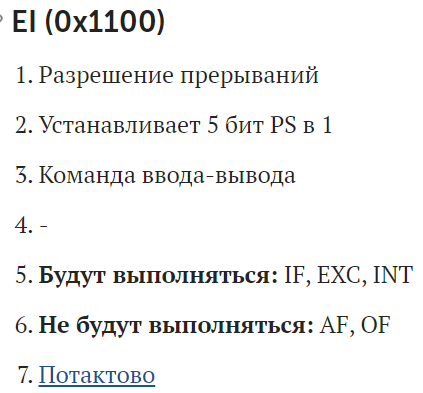 EI (0x1100)
1. Разрешение прерываний
2. Устанавливает 5 бит PS в 1
3. Команда ввода-вывода
4. -
5. Будут выполняться: IF, EXC, INT
6. Не будут выполняться: AF, OF
7. Потактово